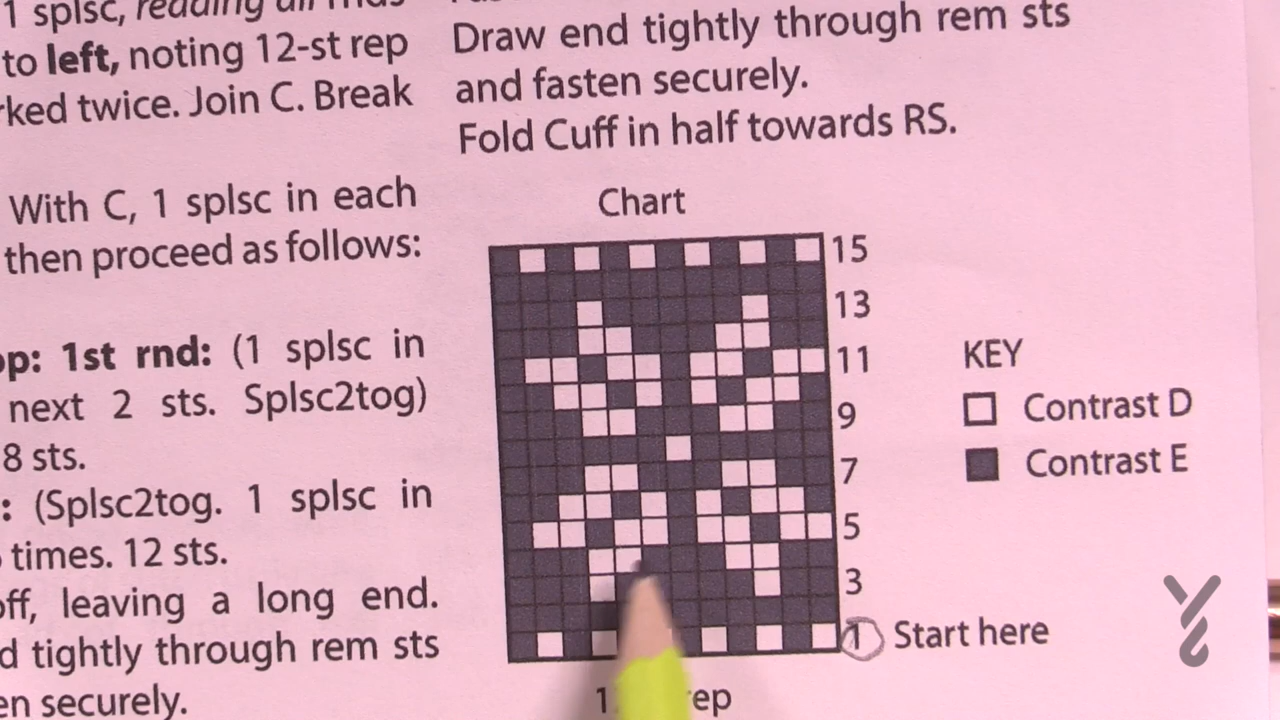 1 splsc, reading all
to left, noting 12-st rep
rked twice. Join C. Break
With C, 1 splsc in each
then proceed as follows:
op: 1st rnd: (1 splsc in
next 2 sts. Splsc2tog)
8 sts.
: (Splsc2tog. 1 splsc in
times. 12 sts.
off, leaving a long end.
d tightly through rem sts
en securely.
Draw end tightly through rem sts
and fasten securely.
Fold Cuff in half towards RS.
Chart
15
13
11
9
7
5
3
1 Start here
1 ep
KEY
Contrast D
Contrast E